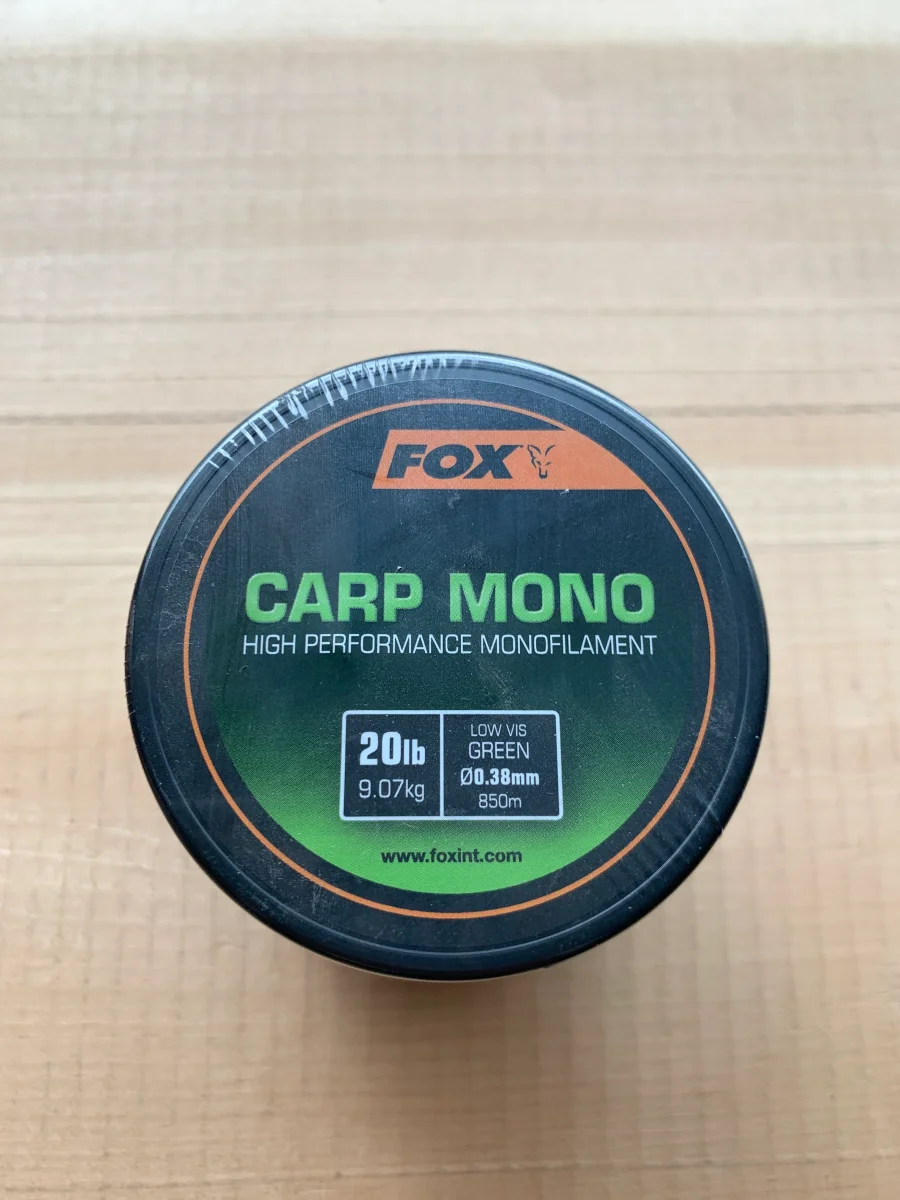 FOX
CARP MONO
HIGH PERFORMANCE MONOFILAMENT
20lb
9.07kg
LOW VIS
GREEN
Ø0.38mm
850m
www.foxint.com